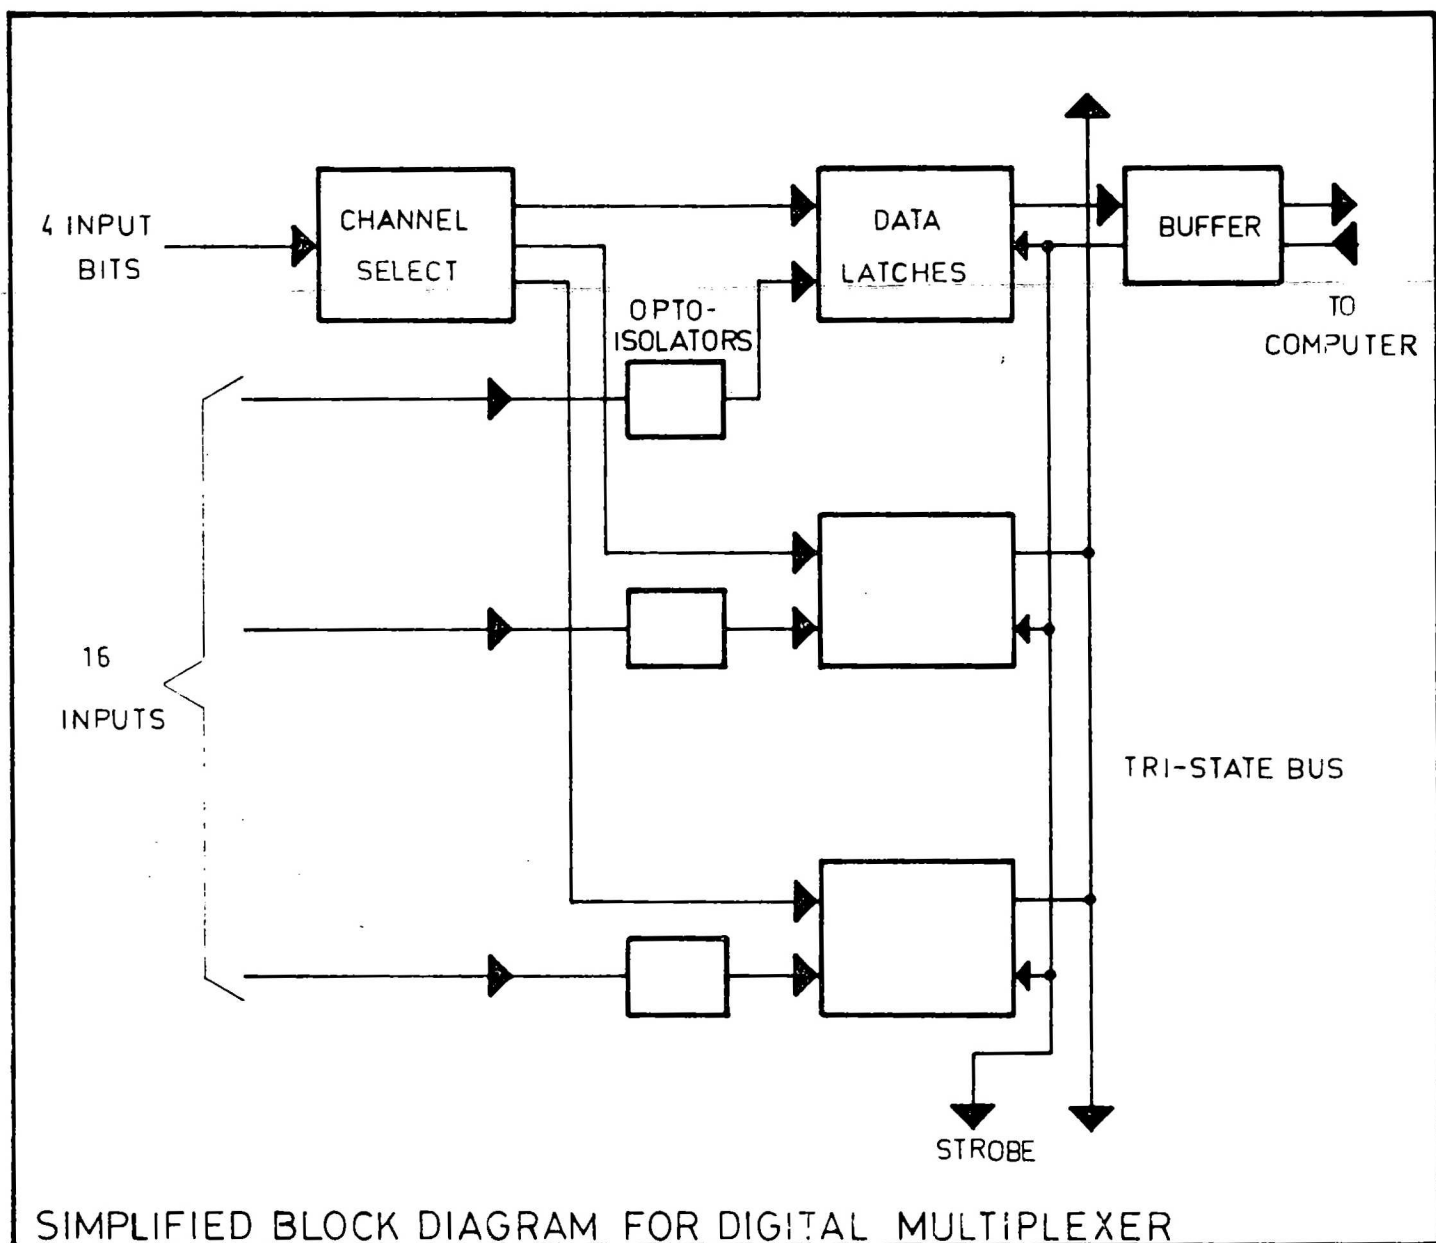 4 INPUT
BITS
CHANNEL
SELECT
DATA
LATCHES
BUFFER
TO
COMPUTER
OPTO-
ISOLATORS
16
INPUTS
TRI-STATE BUS
STROBE
SIMPLIFIED BLOCK DIAGRAM FOR DIGITAL MULTIPLEXER